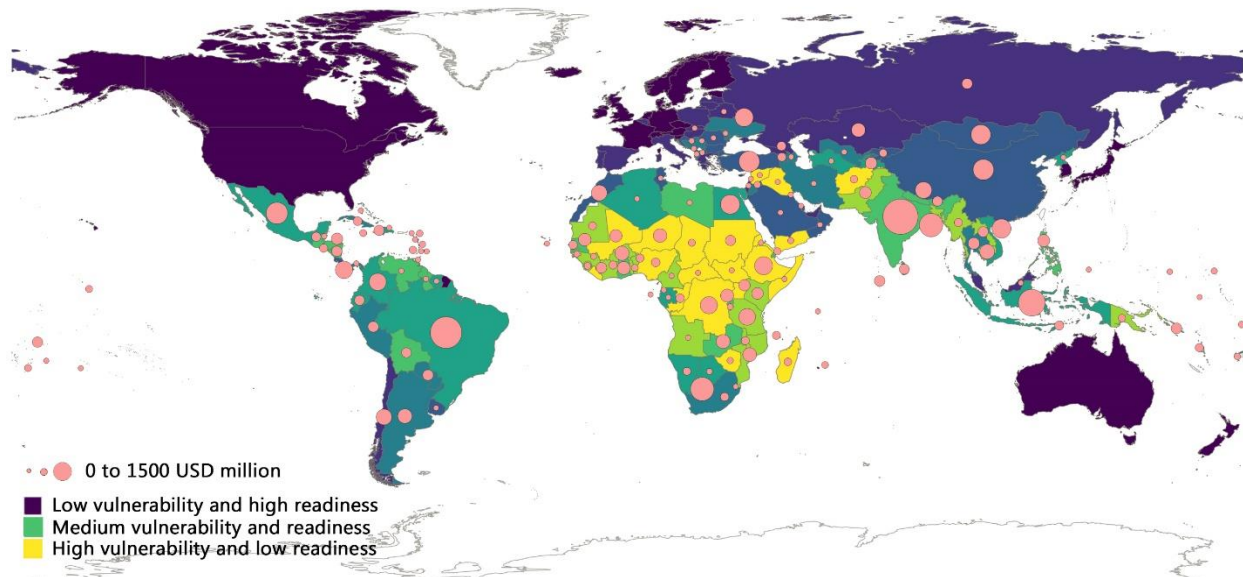 0 to 1500 USD million
Low vulnerability and high readiness
Medium vulnerability and readiness
High vulnerability and low readiness